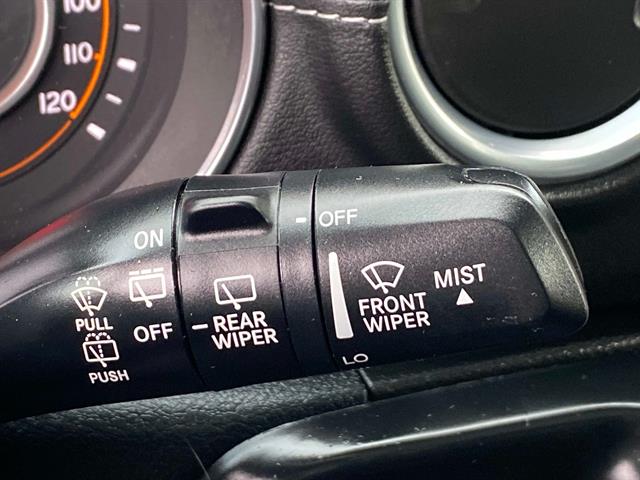 100
110
120
ON
OFF
PULL
PUSH
REAR
WIPER
OFF
FRONT
WIPER
MIST
LO